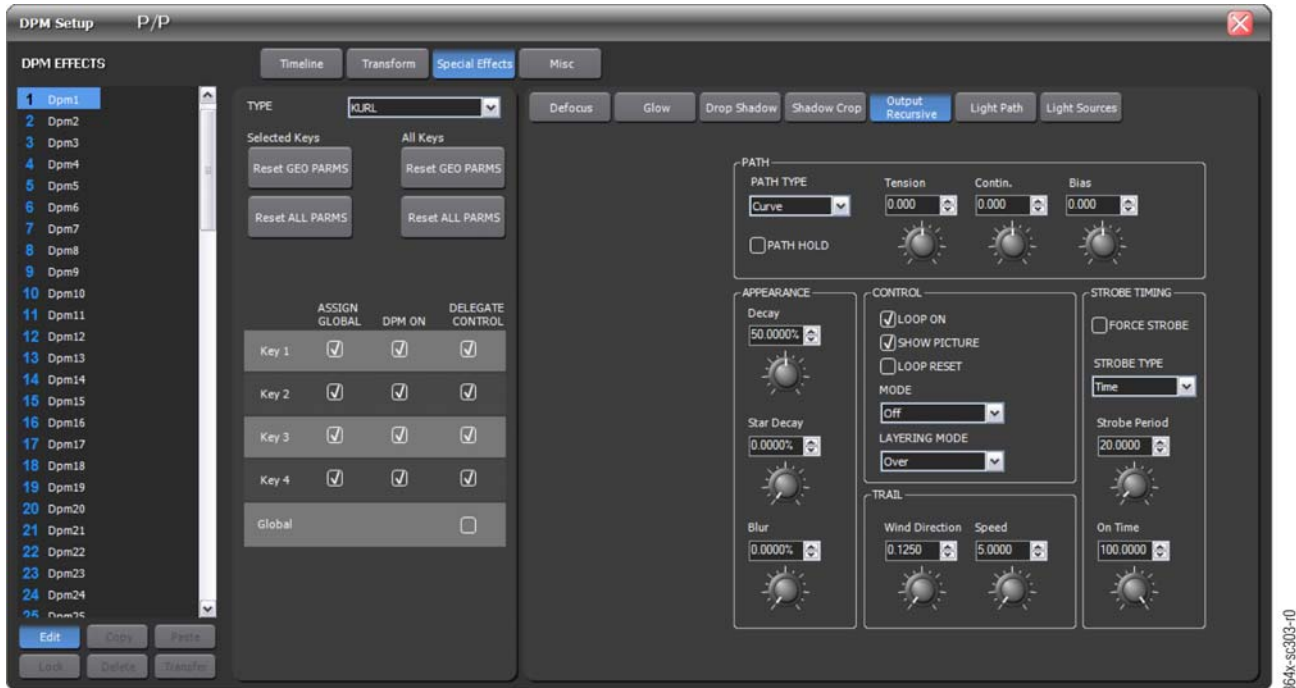 DPM Setup P/P
DPM EFFECTS
Timeline Transform Special Effects Misc
1 Dpm1
2 Dpm2
3 Dpm3
4 Dpm4
5 Dpm5
6 Dpm6
7 Dpm7
8 Dpm8
9 Dpm9
10 Dpm10
11 Dpm11
12 Dpm12
13 Dpm13
14 Dpm14
15 Dpm15
16 Dpm16
17 Dpm17
18 Dpm18
19 Dpm19
20 Dpm20
21 Dpm21
22 Dpm22
23 Dpm23
24 Dpm24
25 Dpm25
Edit Copy Paste
Lock Delete Transfer
TYPE KURL
Selected Keys All Keys
Reset GEO PARMS Reset GEO PARMS
Reset ALL PARMS Reset ALL PARMS
ASSIGN GLOBAL DPM ON DELEGATE CONTROL
Key 1
Key 2
Key 3
Key 4
Global
Defocus Glow Drop Shadow Shadow Crop Output Recursive Light Path Light Sources
PATH
PATH TYPE Tension Contin. Bias
Curve 0.000 0.000 0.000
PATH HOLD
APPEARANCE
Decay
50.0000%
Star Decay
0.0000%
Blur
0.0000%
CONTROL
LOOP ON
SHOW PICTURE
LOOP RESET
MODE
Off
LAYERING MODE
Over
TRAIL
Wind Direction Speed
0.1250 5.0000
STROBE TIMING
FORCE STROBE
STROBE TYPE
Time
Strobe Period
20.0000
On Time
100.0000